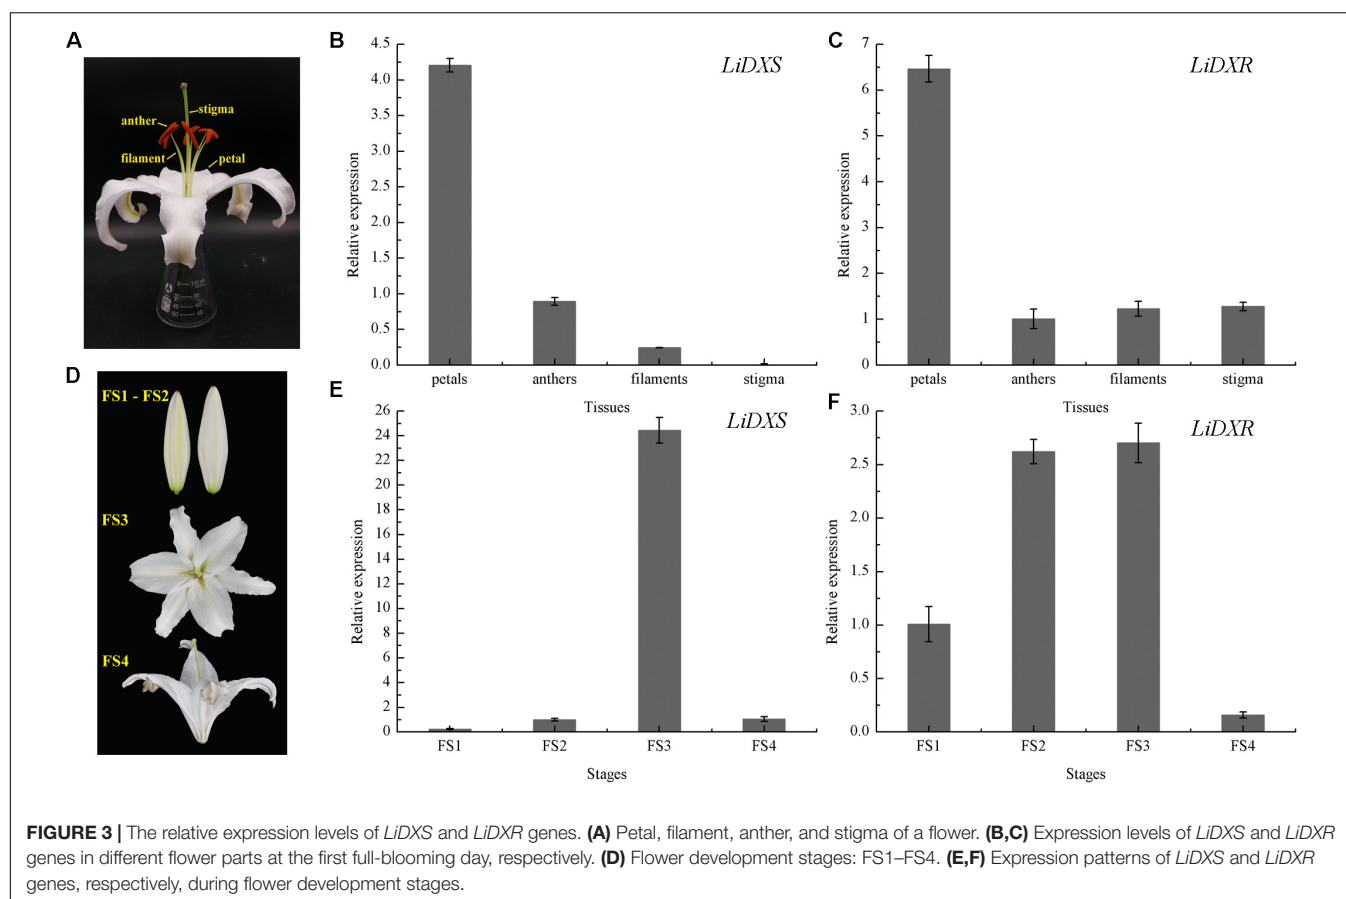 A
stigma
anther
filament
petal
B
LiDXS
Relative expression
4.5
4.0
3.5
3.0
2.5
2.0
1.5
1.0
0.5
0.0
petals anthers filaments stigma
Tissues
C
LiDXR
Relative expression
7
6
5
4
3
2
1
0
petals anthers filaments stigma
Tissues
D
FS1 - FS2
FS3
FS4
E
LiDXS
Relative expression
26
24
22
20
18
16
14
12
10
8
6
4
2
0
FS1 FS2 FS3 FS4
Stages
F
LiDXR
Relative expression
3.0
2.5
2.0
1.5
1.0
0.5
0.0
FS1 FS2 FS3 FS4
Stages
FIGURE 3 | The relative expression levels of LiDXS and LiDXR genes. (A) Petal, filament, anther, and stigma of a flower. (B,C) Expression levels of LiDXS and LiDXR
genes in different flower parts at the first full-blooming day, respectively. (D) Flower development stages: FS1–FS4. (E,F) Expression patterns of LiDXS and LiDXR
genes, respectively, during flower development stages.